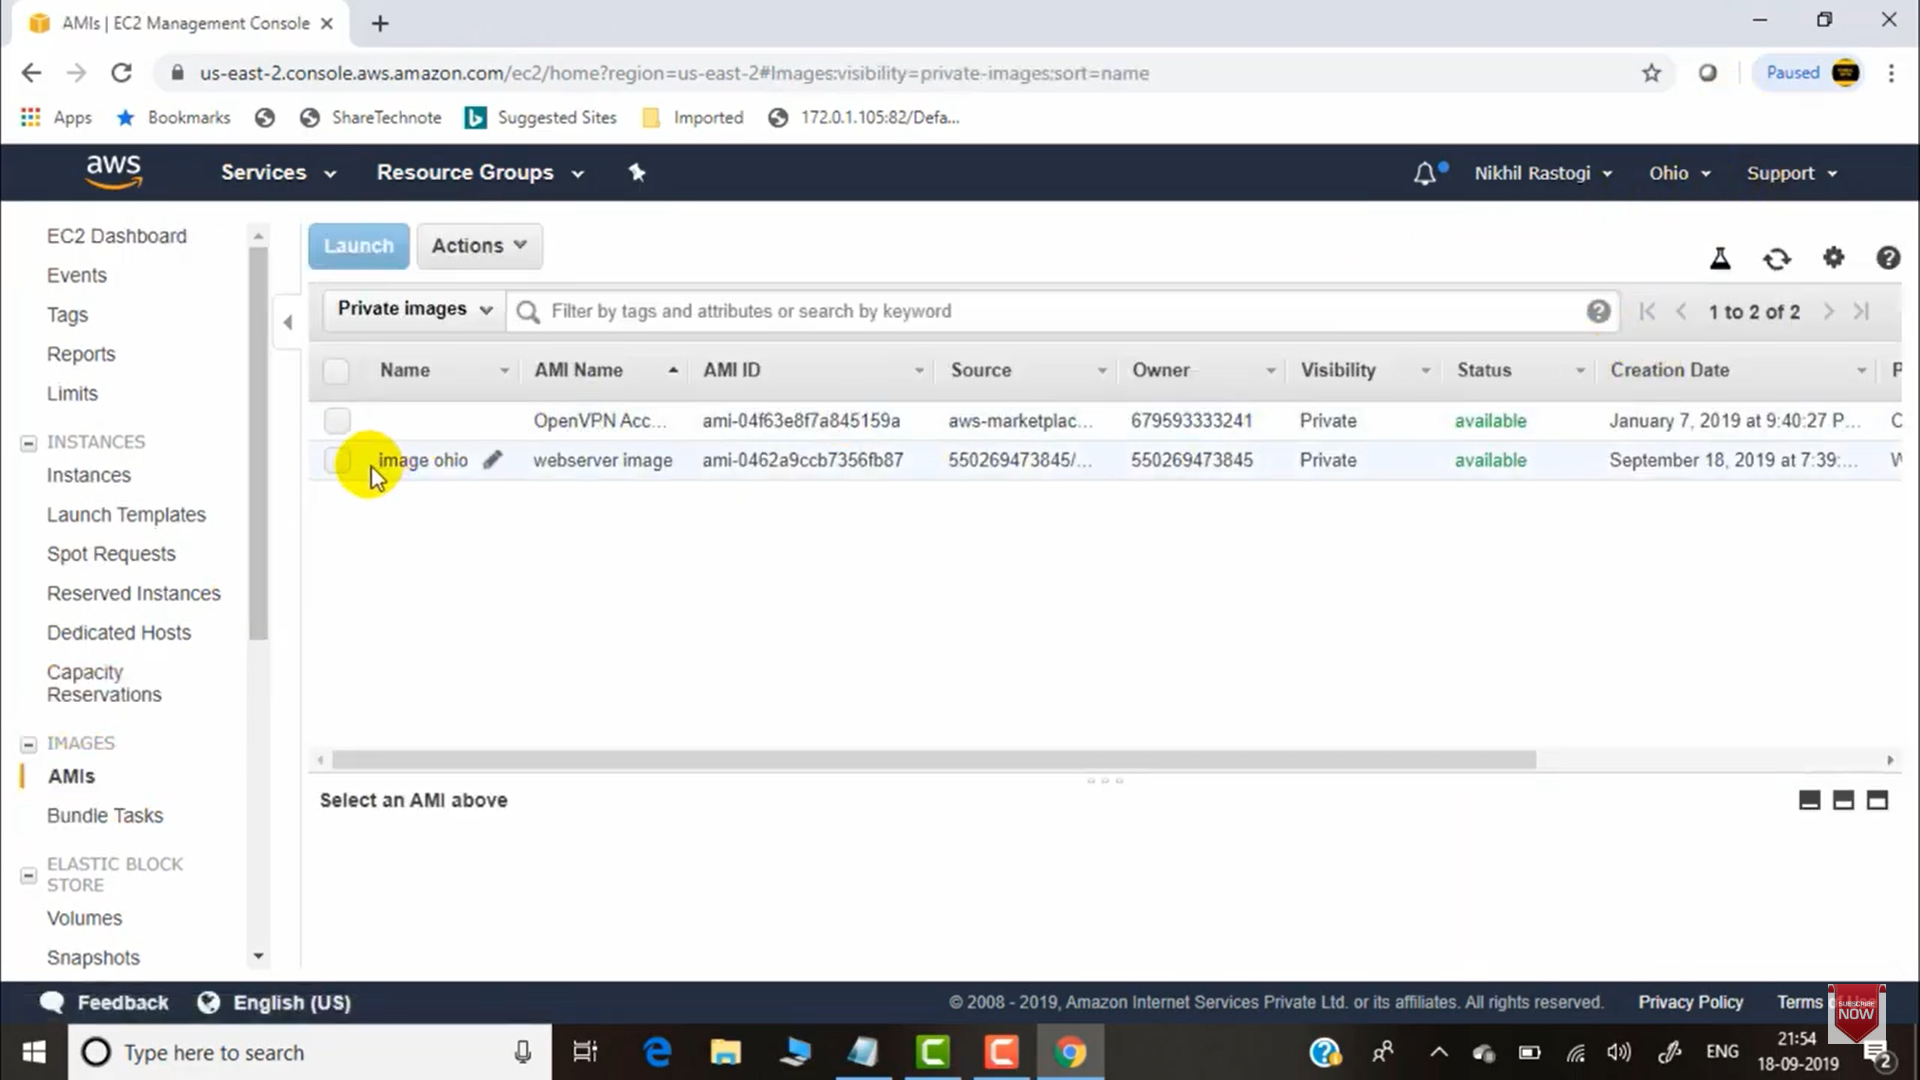 AMIs | EC2 Management Console
us-east-2.console.aws.amazon.com/ec2/home?region=us-east-2#Images:visibility=private-images;sort=name
Paused
Apps
Bookmarks
ShareTechnote
Suggested Sites
Imported
172.0.1.105:82/Defa...
aws
Services
Resource Groups
Nikhil Rastogi
Ohio
Support
EC2 Dashboard
Events
Tags
Reports
Limits
INSTANCES
Instances
Launch Templates
Spot Requests
Reserved Instances
Dedicated Hosts
Capacity
Reservations
IMAGES
AMIs
Bundle Tasks
ELASTIC BLOCK
STORE
Volumes
Snapshots
Launch
Actions
Private images
Filter by tags and attributes or search by keyword
1 to 2 of 2
Name AMI Name AMI ID Source Owner Visibility Status Creation Date P
OpenVPN Acc... ami-04f63e8f7a845159a aws-marketplac... 679593333241 Private available January 7, 2019 at 9:40:27 P... C
image ohio webserver image ami-0462a9ccb7356fb87 550269473845/... 550269473845 Private available September 18, 2019 at 7:39:... W
Select an AMI above
Feedback
English (US)
© 2008 - 2019, Amazon Internet Services Private Ltd. or its affiliates. All rights reserved.
Privacy Policy
Terms
SUBSCRIBE
NOW
Type here to search
ENG
21:54
18-09-2019
2